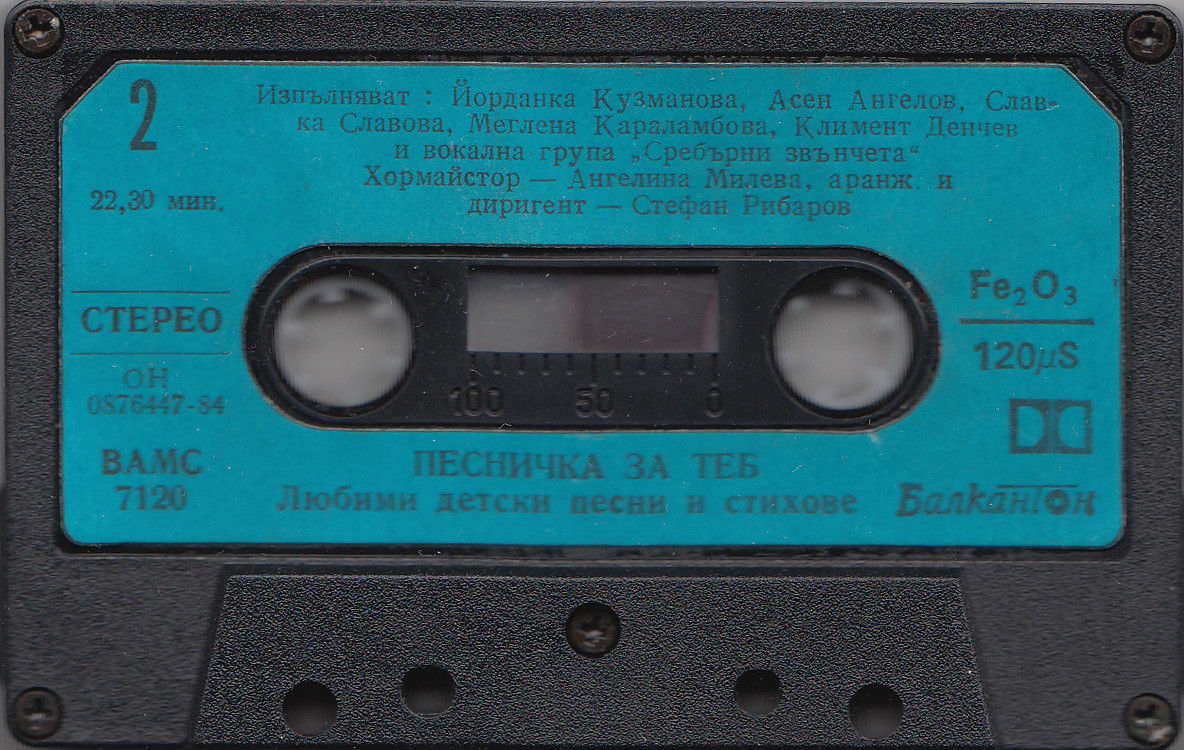 2
Изпълняват : Йорданка Кузманова, Асен Ангелов, Слав-
ка Славова, Меглена Караламбова, Климент Денчев
и вокална група „Сребърни звънчета“
Хормайстор — Ангелина Милева, аранж. и
диригент — Стефан Рибаров
22,30 мин.
СТЕРЕО
ОН
0876447-84
ВАМС
7120
Fe₂O₃
120µS
100 50 0
ПЕСНИЧКА ЗА ТЕБ
Любими детски песни и стихове
Балкантон